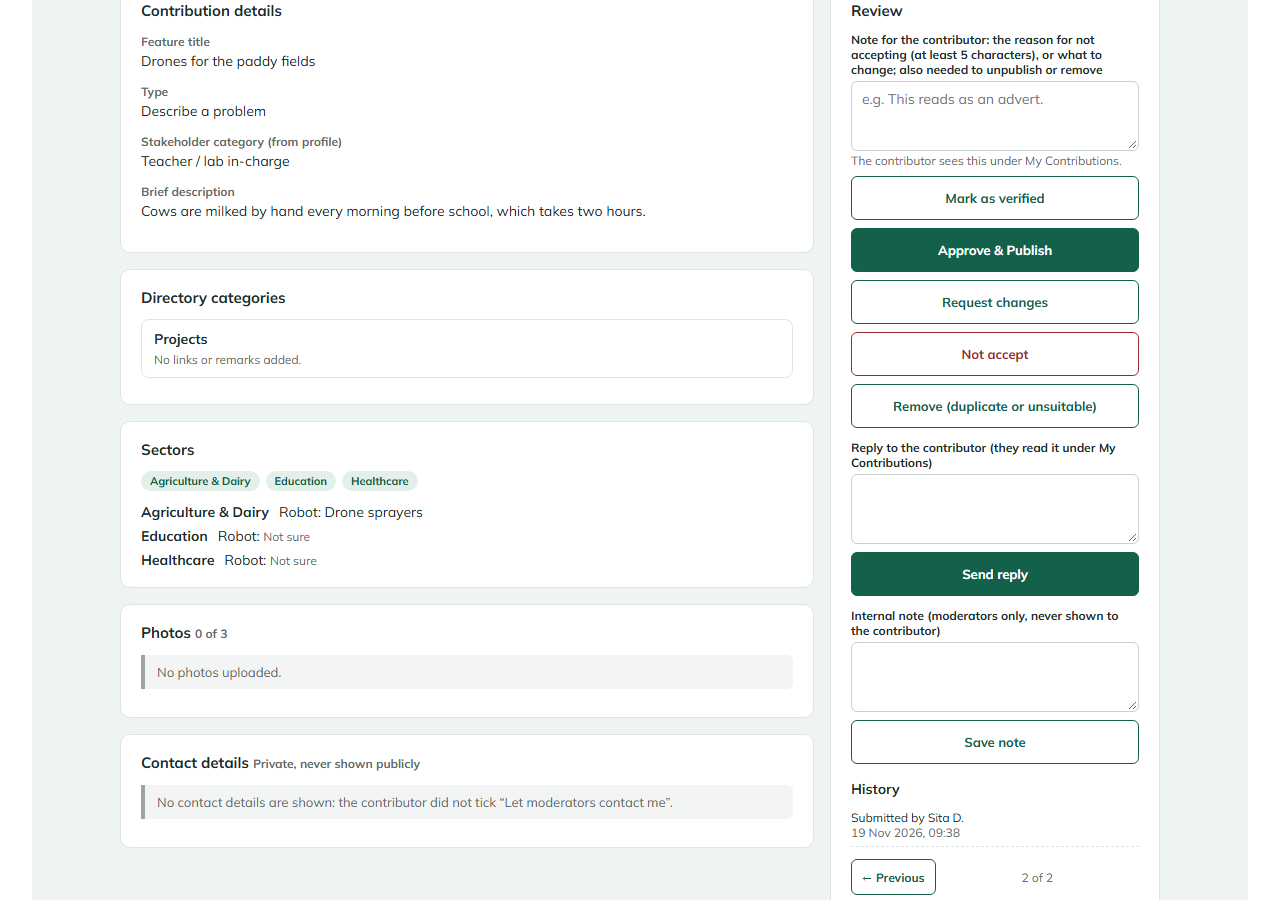 Contribution details
Feature title
Drones for the paddy fields
Type
Describe a problem
Stakeholder category (from profile)
Teacher / lab in-charge
Brief description
Cows are milked by hand every morning before school, which takes two hours.
Directory categories
Projects
No links or remarks added.
Sectors
Agriculture & Dairy Education Healthcare
Agriculture & Dairy Robot: Drone sprayers
Education Robot: Not sure
Healthcare Robot: Not sure
Photos 0 of 3
No photos uploaded.
Contact details Private, never shown publicly
No contact details are shown: the contributor did not tick “Let moderators contact me”.
Review
Note for the contributor: the reason for not
accepting (at least 5 characters), or what to
change; also needed to unpublish or remove
e.g. This reads as an advert.
The contributor sees this under My Contributions.
Mark as verified
Approve & Publish
Request changes
Not accept
Remove (duplicate or unsuitable)
Reply to the contributor (they read it under My
Contributions)
Send reply
Internal note (moderators only, never shown to
the contributor)
Save note
History
Submitted by Sita D.
19 Nov 2026, 09:38
← Previous 2 of 2